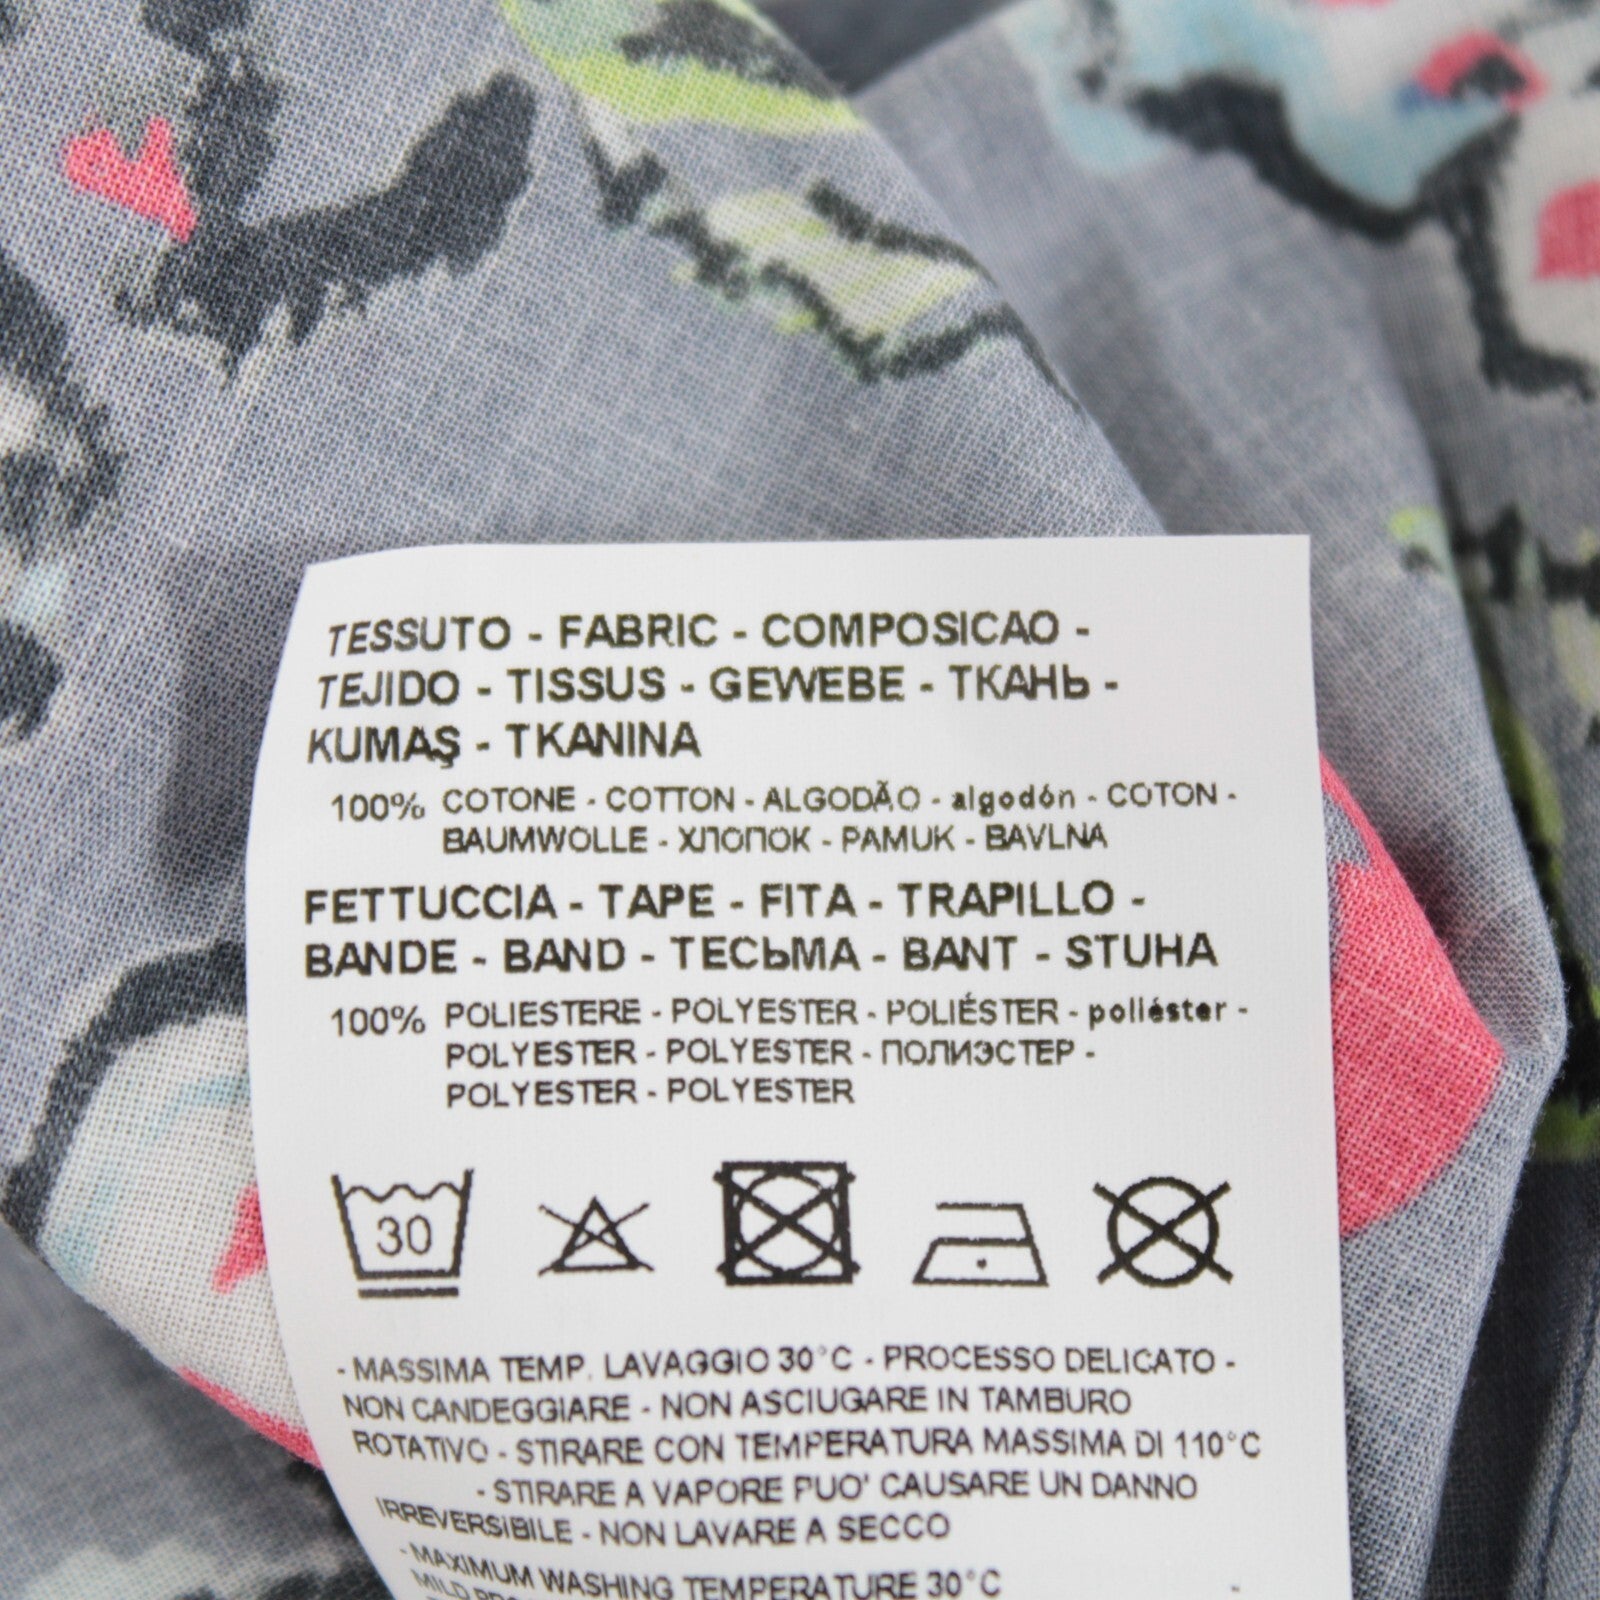 TESSUTO - FABRIC - COMPOSICAO -
TEJIDO - TISSUS - GEWEBE - ТКАНЬ -
KUMAŞ - TKANINA
100% COTONE - COTTON - ALGODÃO - algodón - COTON -
BAUMWOLLE - ХЛОПОК - PAMUK - BAVLNA
FETTUCCIA - TAPE - FITA - TRAPILLO -
BANDE - BAND - ТЕСЬМА - BANT - STUHA
100% POLIESTERE - POLYESTER - POLIÉSTER - poliéster -
POLYESTER - POLYESTER - ПОЛИЭСТЕР -
POLYESTER - POLYESTER
30
- MASSIMA TEMP. LAVAGGIO 30°C - PROCESSO DELICATO -
NON CANDEGGIARE - NON ASCIUGARE IN TAMBURO
ROTATIVO - STIRARE CON TEMPERATURA MASSIMA DI 110°C
- STIRARE A VAPORE PUO' CAUSARE UN DANNO
IRREVERSIBILE - NON LAVARE A SECCO
- MAXIMUM WASHING TEMPERATURE 30°C -
MILD